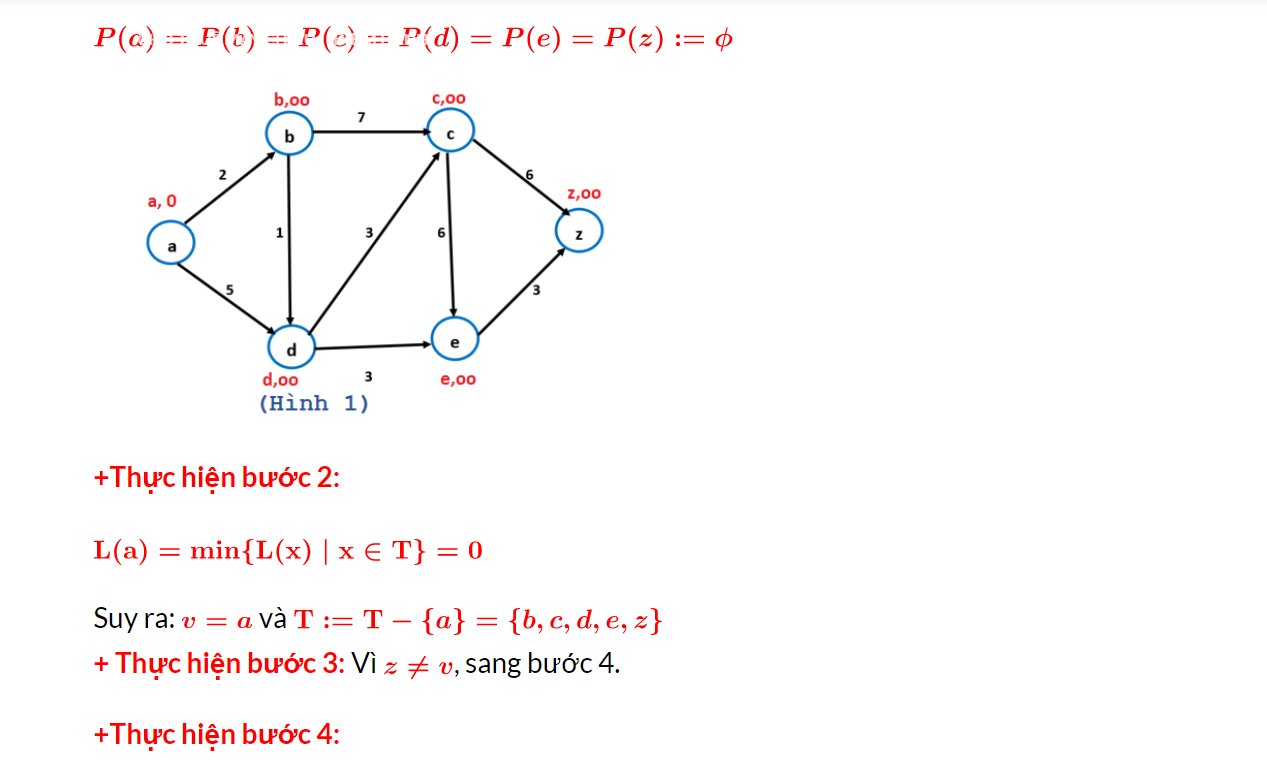 P(a) = P(b) = P(c) = P(d) = P(e) = P(z) := ϕ
b,oo
c,oo
7
b
c
2
6
a, 0
z,oo
1
3
6
z
a
5
3
d
e
d,oo
3
e,oo
(Hình 1)
+Thực hiện bước 2:
L(a) = min{L(x) | x ∈ T} = 0
Suy ra: v = a và T := T − {a} = {b, c, d, e, z}
+ Thực hiện bước 3: Vì z ≠ v, sang bước 4.
+Thực hiện bước 4: